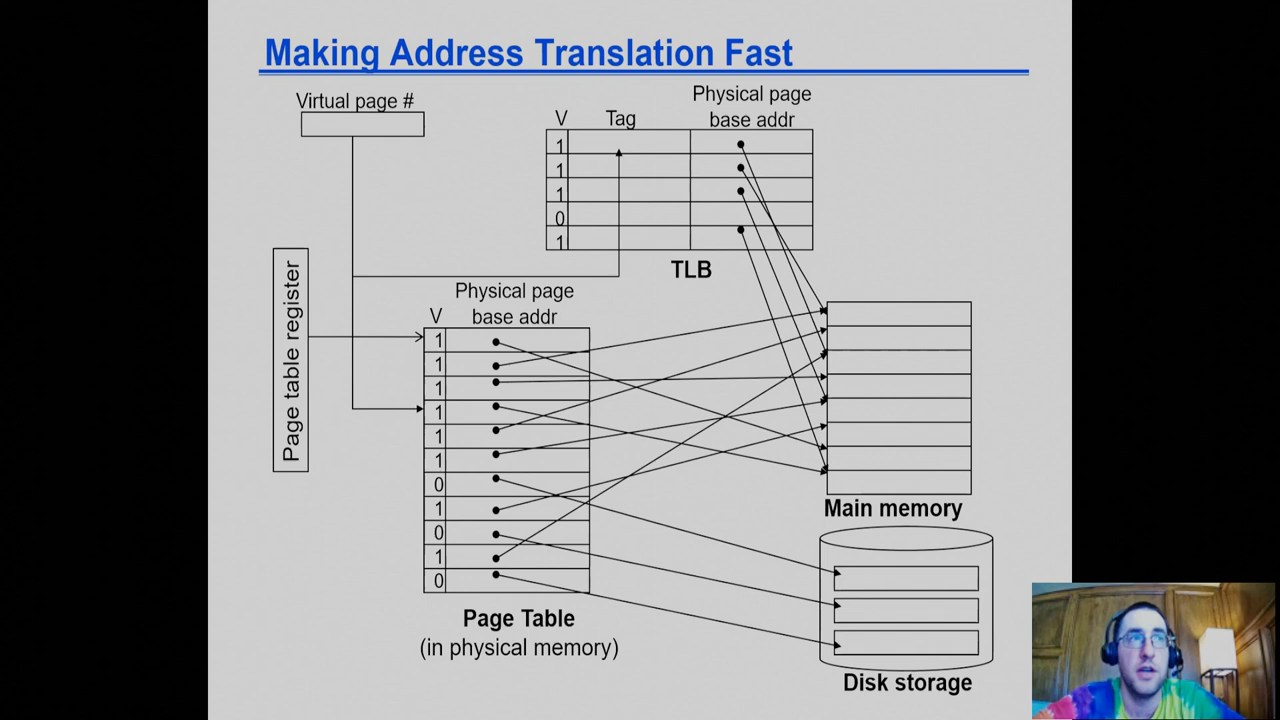 Making Address Translation Fast
Virtual page #
Physical page
base addr
V
Tag
1
1
1
0
1
TLB
Page table register
Physical page
base addr
V
1
1
1
1
1
1
0
1
0
1
0
Page Table
(in physical memory)
Main memory
Disk storage